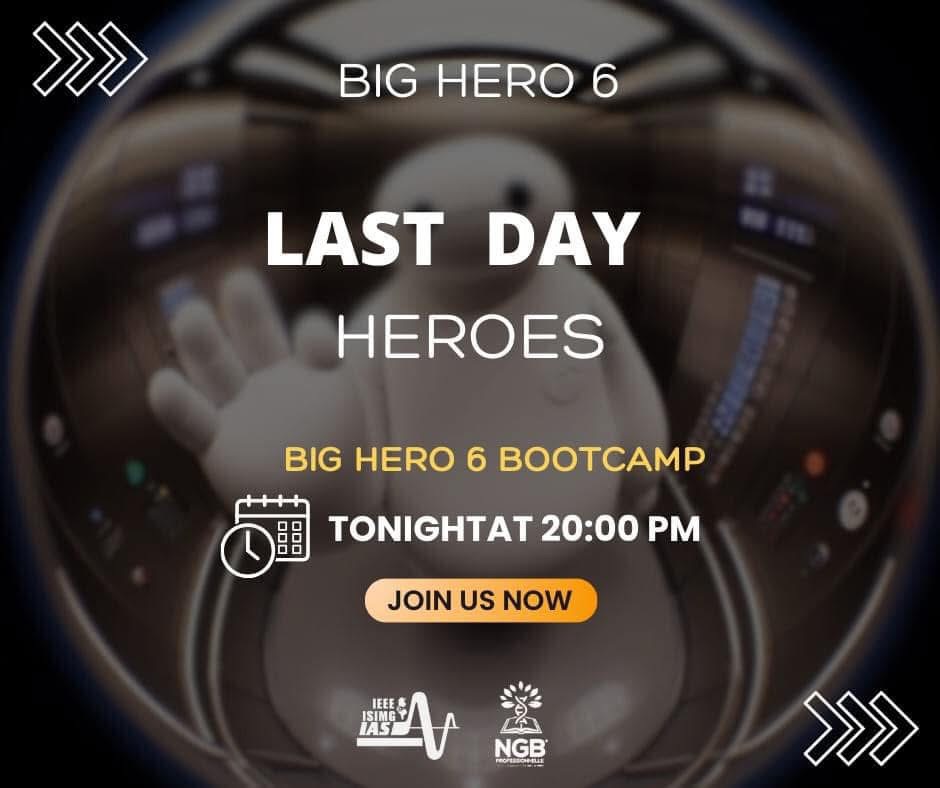 BIG HERO 6
LAST DAY
HEROES
BIG HERO 6 BOOTCAMP
TONIGHTAT 20:00 PM
JOIN US NOW
IEEE
ISIMG
IAS
NGB
PROFESSIONNELLE